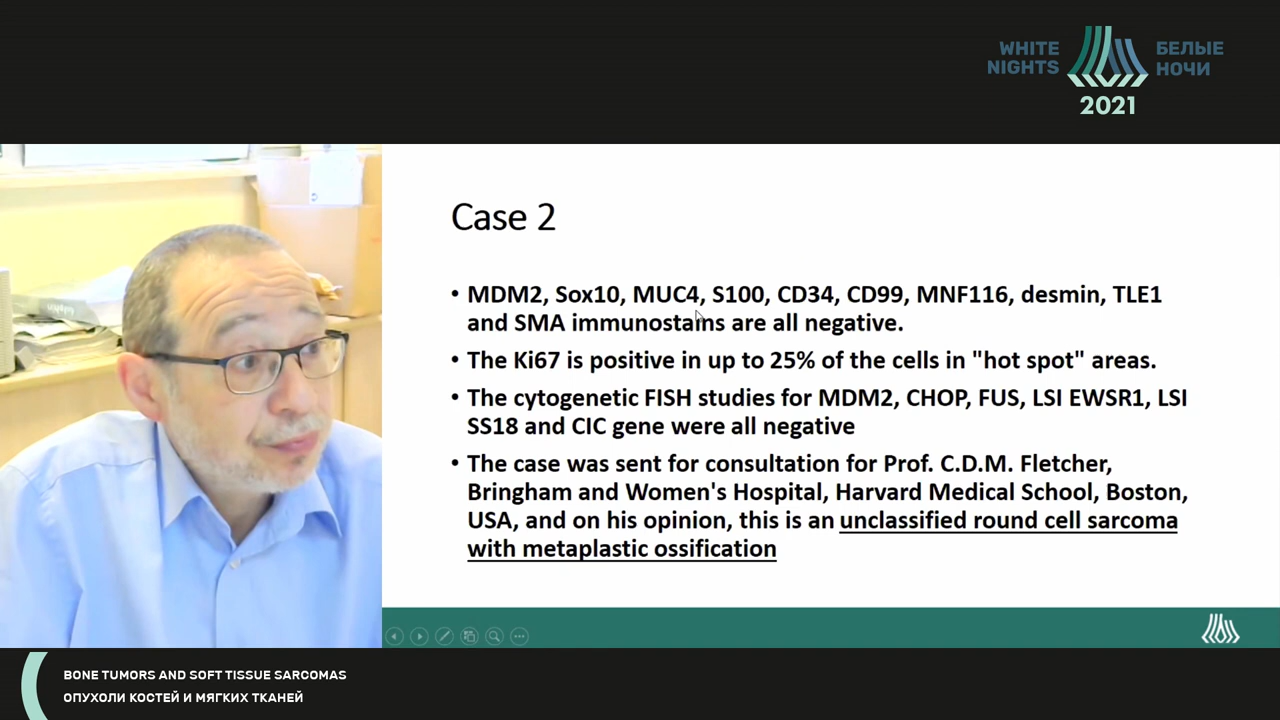 WHITE
NIGHTS
БЕЛЫЕ
НОЧИ
2021
Case 2
• MDM2, Sox10, MUC4, S100, CD34, CD99, MNF116, desmin, TLE1
and SMA immunostains are all negative.
• The Ki67 is positive in up to 25% of the cells in "hot spot" areas.
• The cytogenetic FISH studies for MDM2, CHOP, FUS, LSI EWSR1, LSI
SS18 and CIC gene were all negative
• The case was sent for consultation for Prof. C.D.M. Fletcher,
Bringham and Women's Hospital, Harvard Medical School, Boston,
USA, and on his opinion, this is an unclassified round cell sarcoma
with metaplastic ossification
BONE TUMORS AND SOFT TISSUE SARCOMAS
ОПУХОЛИ КОСТЕЙ И МЯГКИХ ТКАНЕЙ